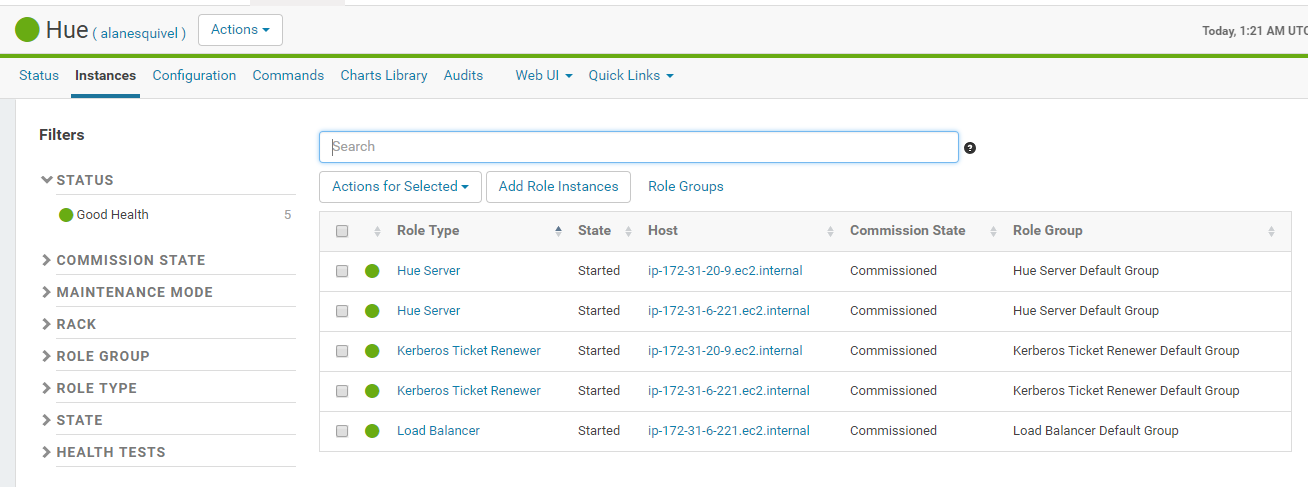 Hue ( alanesquivel ) Actions
Today, 1:21 AM UTC
Status Instances Configuration Commands Charts Library Audits Web UI Quick Links
Filters
Search
?
STATUS
Actions for Selected Add Role Instances Role Groups
Good Health 5
Role Type State Host Commission State Role Group
COMMISSION STATE
Hue Server Started ip-172-31-20-9.ec2.internal Commissioned Hue Server Default Group
MAINTENANCE MODE
Hue Server Started ip-172-31-6-221.ec2.internal Commissioned Hue Server Default Group
RACK
Kerberos Ticket Renewer Started ip-172-31-20-9.ec2.internal Commissioned Kerberos Ticket Renewer Default Group
ROLE GROUP
ROLE TYPE
Kerberos Ticket Renewer Started ip-172-31-6-221.ec2.internal Commissioned Kerberos Ticket Renewer Default Group
STATE
Load Balancer Started ip-172-31-6-221.ec2.internal Commissioned Load Balancer Default Group
HEALTH TESTS